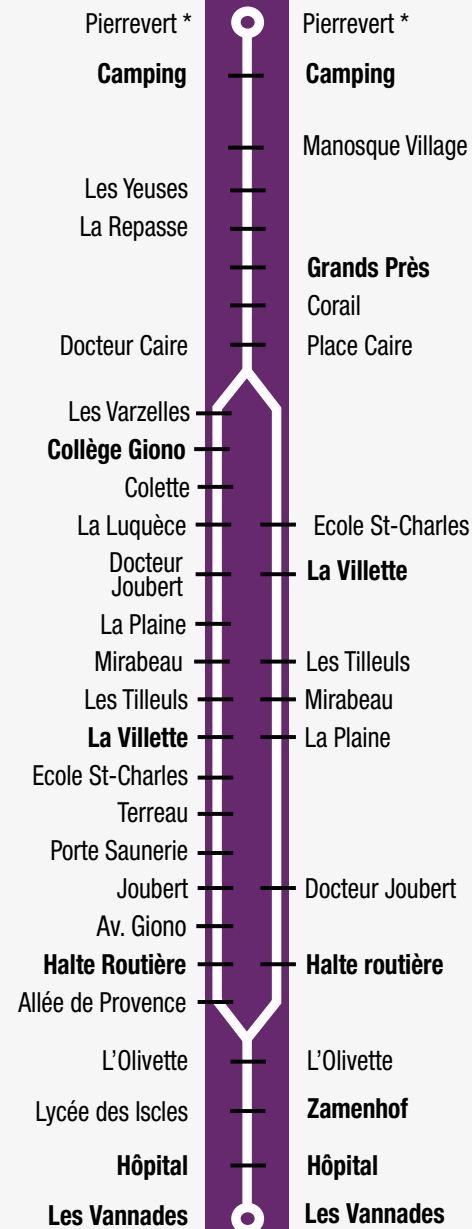 Pierrevert *
Pierrevert *
Camping
Camping
Manosque Village
Les Yeuses
La Repasse
Grands Près
Corail
Docteur Caire
Place Caire
Les Varzelles
Collège Giono
Colette
La Luquèce
Ecole St-Charles
Docteur
Joubert
La Villette
La Plaine
Mirabeau
Les Tilleuls
Les Tilleuls
Mirabeau
La Villette
La Plaine
Ecole St-Charles
Terreau
Porte Saunerie
Joubert
Docteur Joubert
Av. Giono
Halte Routière
Halte routière
Allée de Provence
L'Olivette
L'Olivette
Lycée des Iscles
Zamenhof
Hôpital
Hôpital
Les Vannades
Les Vannades